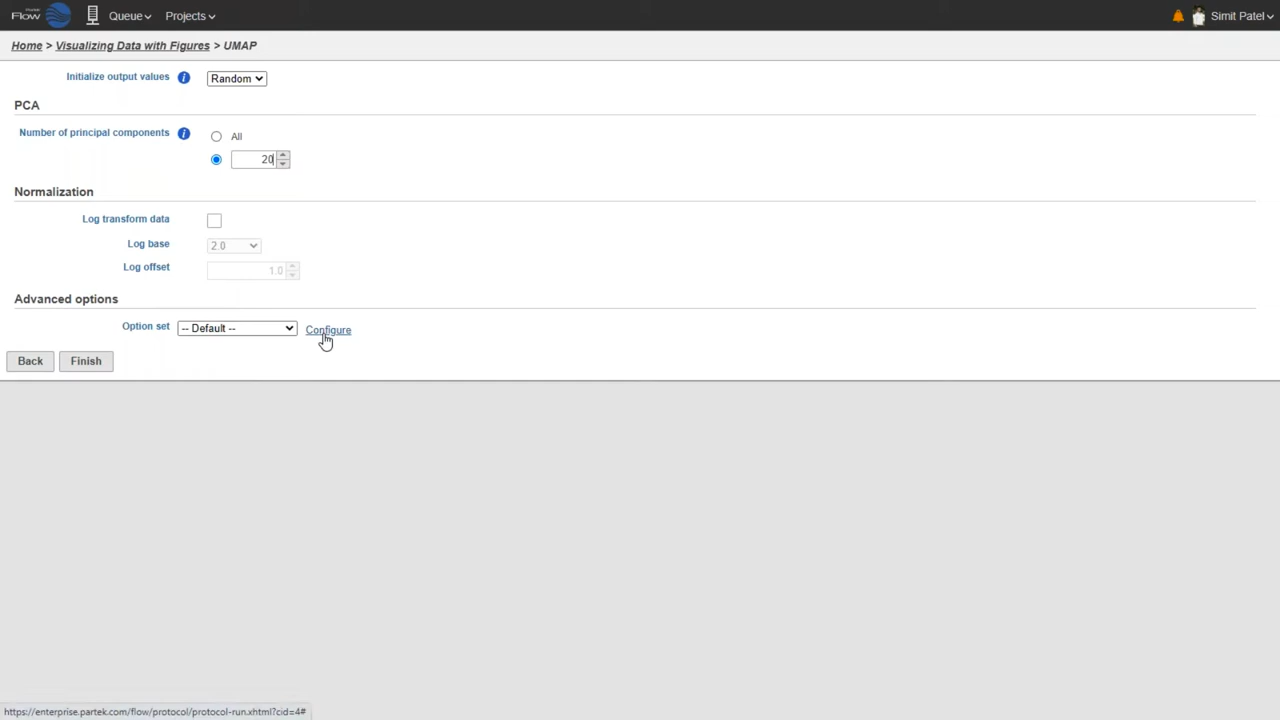 Flow Queue Projects Simit Patel
Home > Visualizing Data with Figures > UMAP
Initialize output values i Random
PCA
Number of principal components i All
20
Normalization
Log transform data
Log base 2.0
Log offset 1.0
Advanced options
Option set -- Default -- Configure
Back Finish
https://enterprise.partek.com/flow/protocol/protocol-run.xhtml?cid=4#